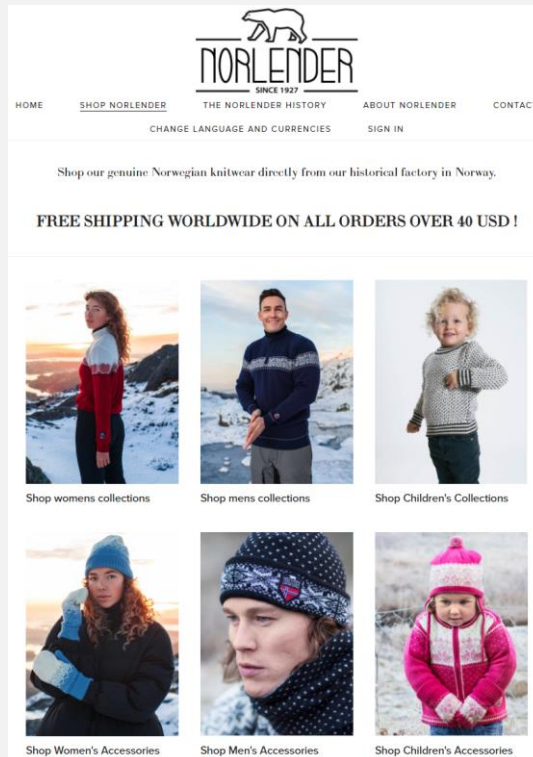 NORLENDER
SINCE 1927
HOME SHOP NORLENDER THE NORLENDER HISTORY ABOUT NORLENDER CONTAC
CHANGE LANGUAGE AND CURRENCIES SIGN IN
Shop our genuine Norwegian knitwear directly from our historical factory in Norway.
FREE SHIPPING WORLDWIDE ON ALL ORDERS OVER 40 USD !
Shop womens collections Shop mens collections Shop Children's Collections
Shop Women's Accessories Shop Men's Accessories Shop Children's Accessories